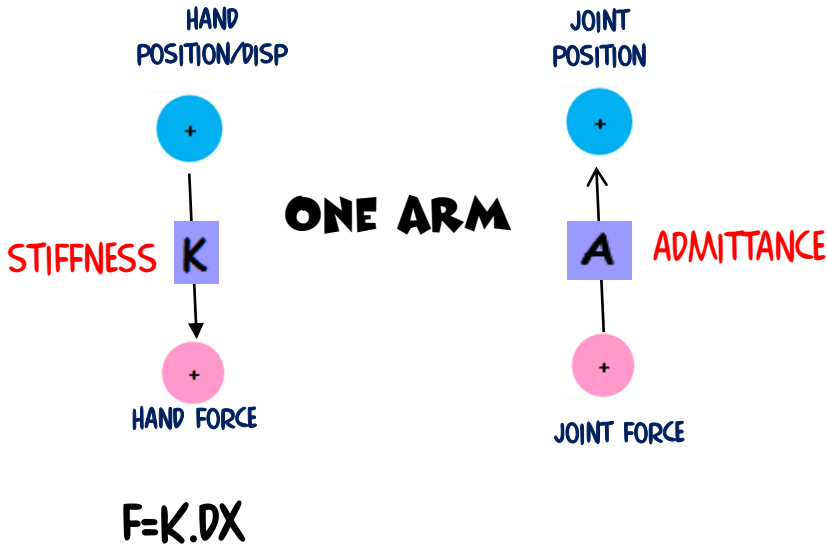 HAND
POSITION/DISP
+
STIFFNESS
K
+
HAND FORCE
F=K.DX
ONE ARM
JOINT
POSITION
+
A
ADMITTANCE
+
JOINT FORCE